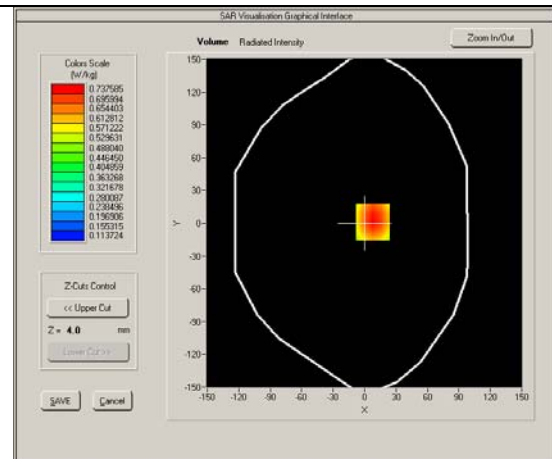 SAR Visualisation Graphical Interface
Volume Radiated Intensity
Zoom In/Out
Colors Scale
(W/kg)
0.737585
0.695994
0.654403
0.612812
0.571222
0.529631
0.488040
0.446450
0.404859
0.363268
0.321678
0.280087
0.238496
0.196906
0.155315
0.113724
Z-Cuts Control
<< Upper Cut
Z = 4.0 mm
Lower Cut >>
SAVE
Cancel
150
120
90
60
30
0
-30
-60
-90
-120
-150
Y
-150 -120 -90 -60 -30 0 30 60 90 120 150
X